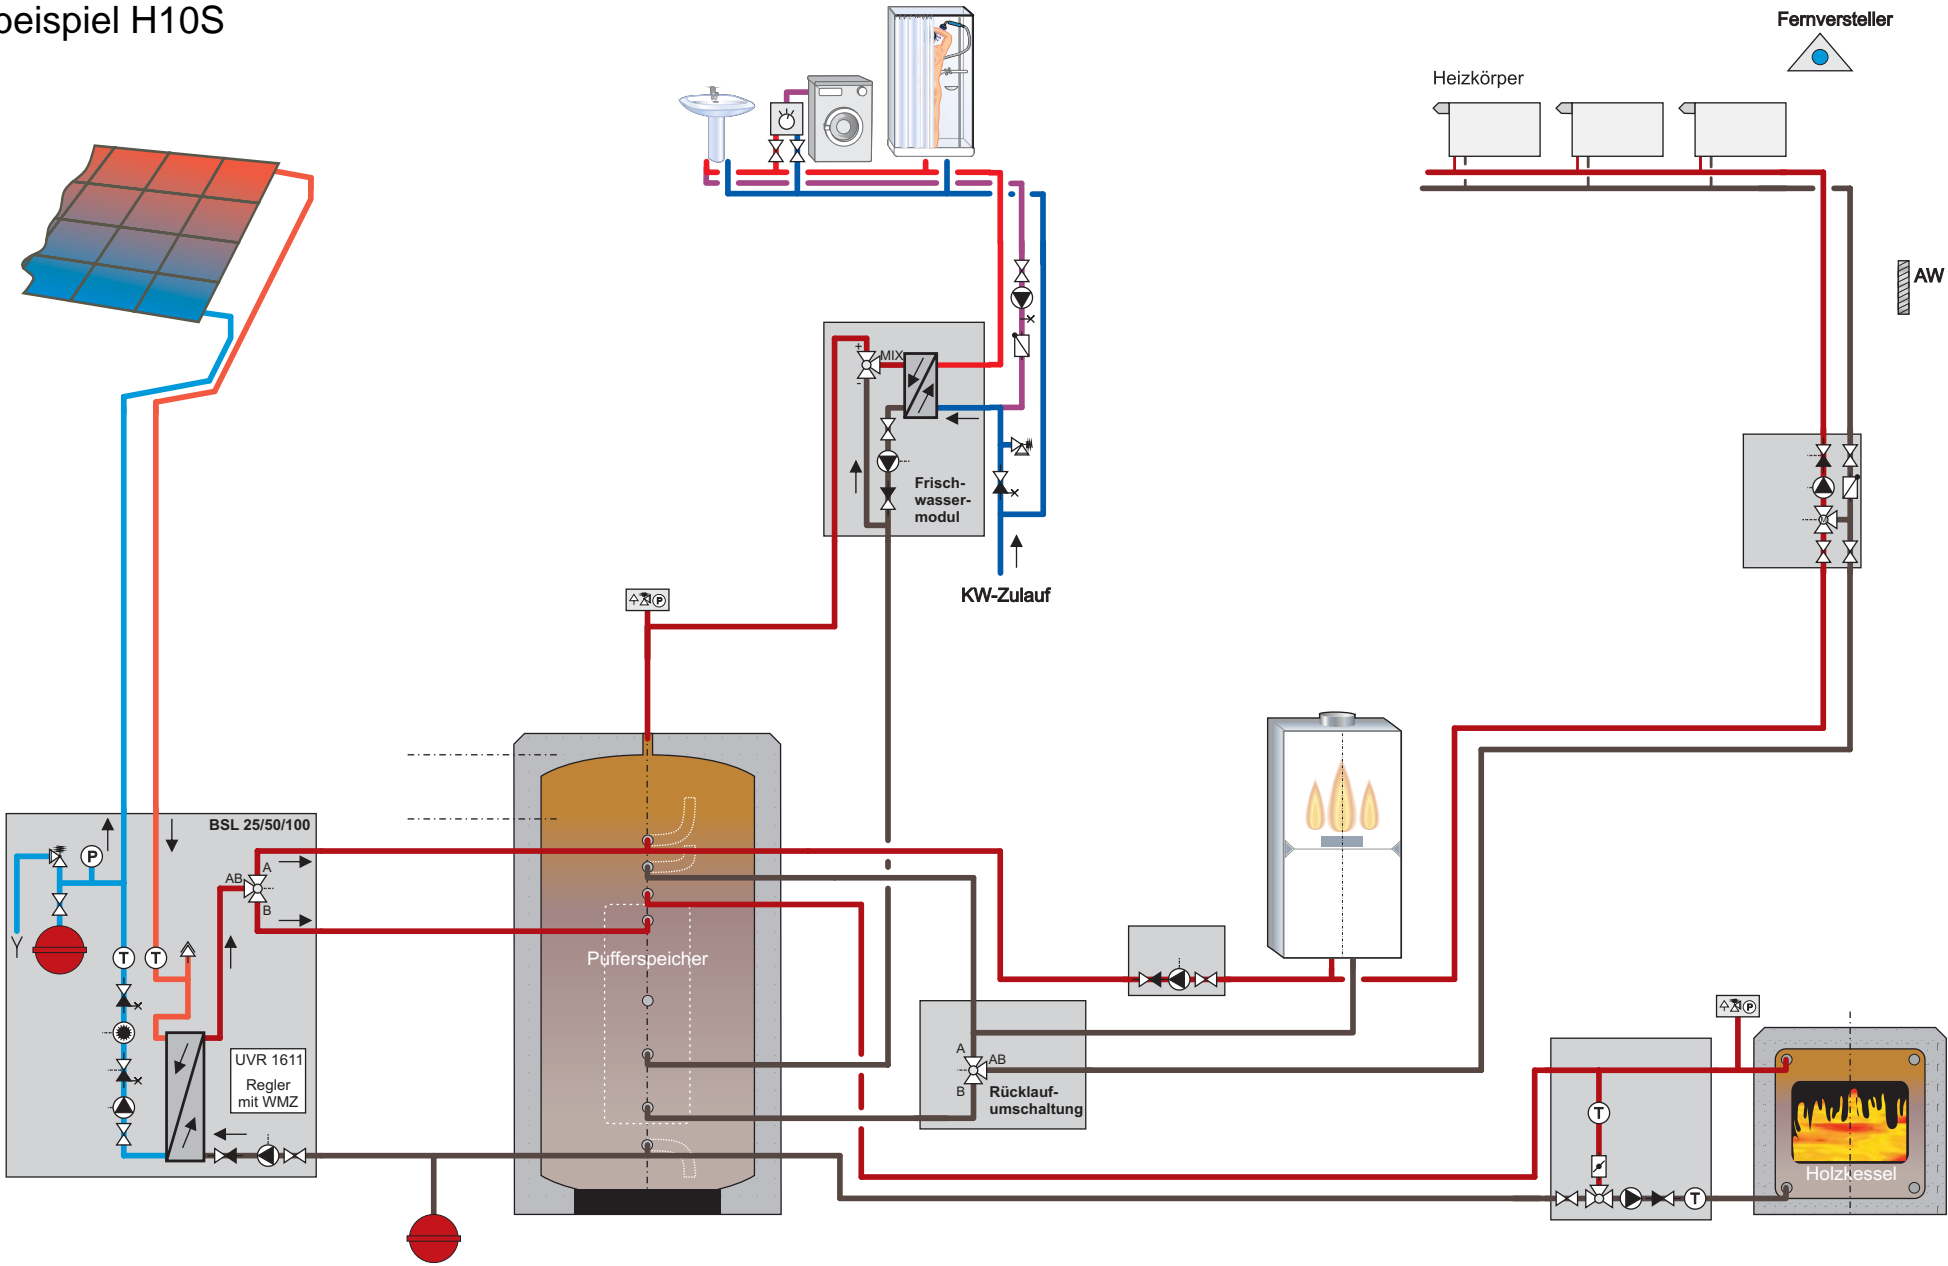 beispiel H10S
Fernversteller
Heizkörper
AW
+
MIX
-
Frisch-
wasser-
modul
KW-Zulauf
P
BSL 25/50/100
P
A
AB
B
T
T
Pufferspeicher
UVR 1611
Regler
mit WMZ
A
AB
B
Rücklauf-
umschaltung
P
T
Holzkessel
T